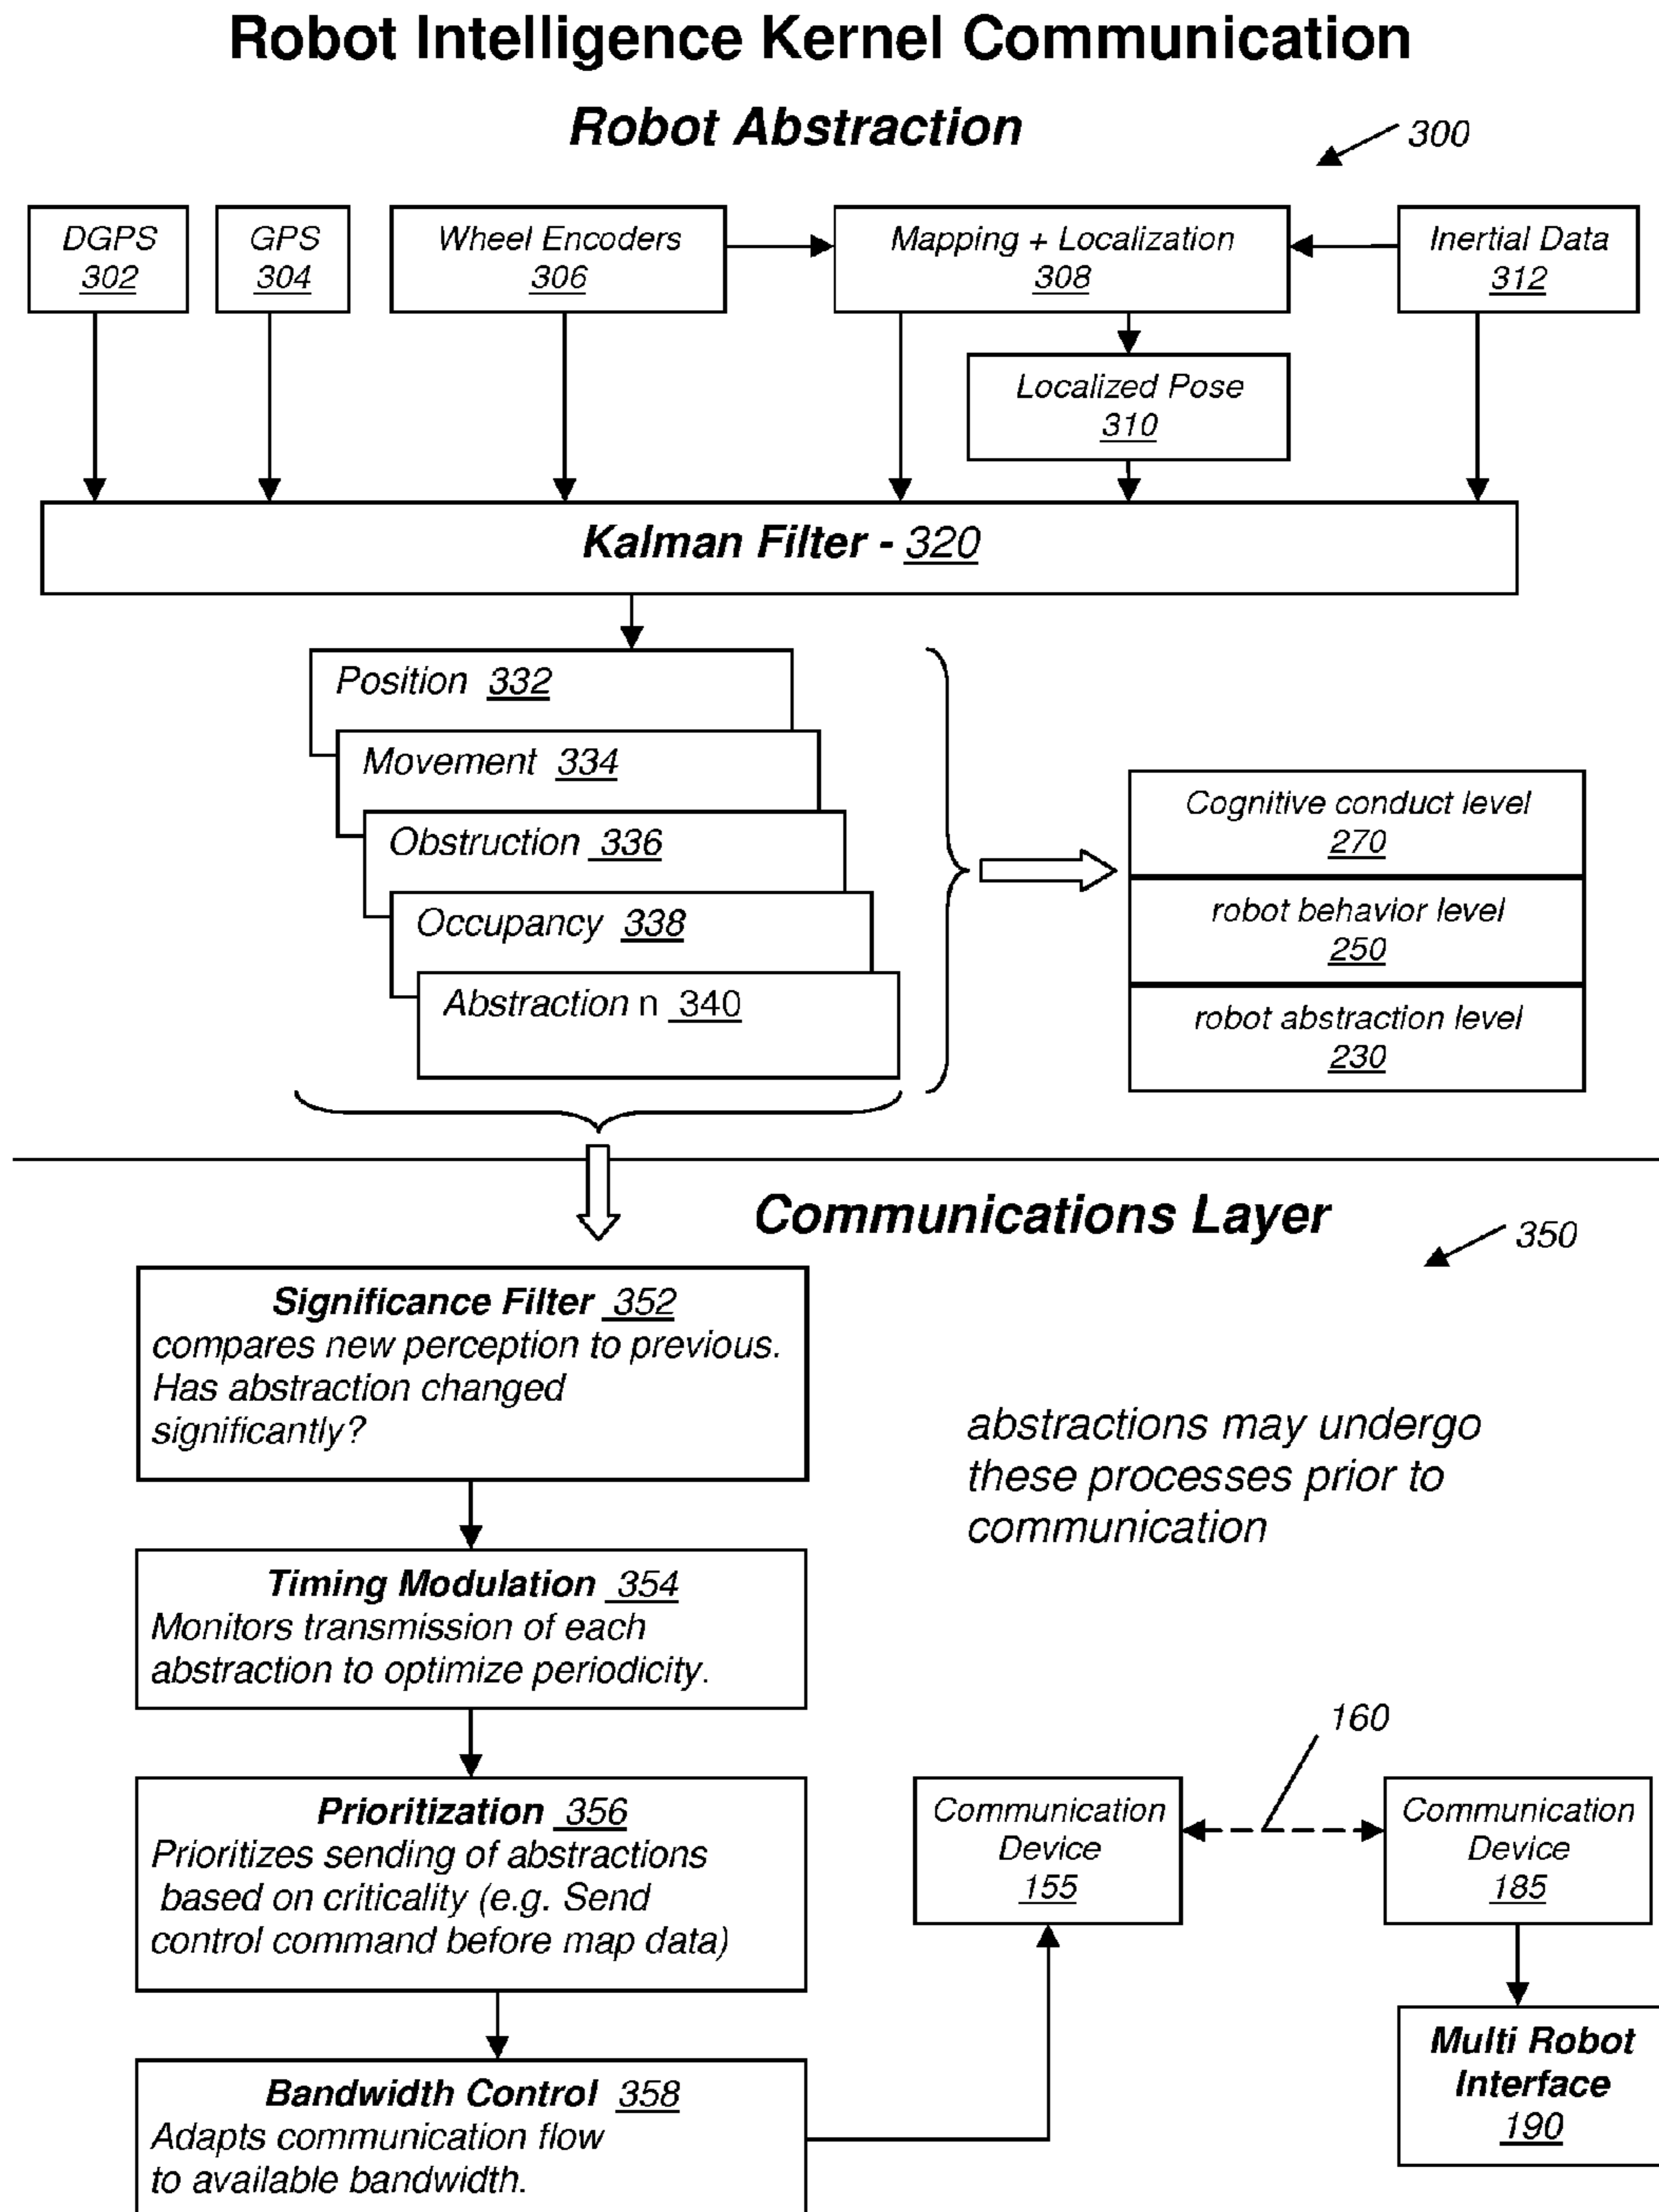 Robot Intelligence Kernel Communication
Robot Abstraction
300
DGPS
302
GPS
304
Wheel Encoders
306
Mapping + Localization
308
Inertial Data
312
Localized Pose
310
Kalman Filter - 320
Position 332
Movement 334
Obstruction 336
Occupancy 338
Abstraction n 340
Cognitive conduct level
270
robot behavior level
250
robot abstraction level
230
Communications Layer
350
Significance Filter 352
compares new perception to previous.
Has abstraction changed
significantly?
abstractions may undergo
these processes prior to
communication
Timing Modulation 354
Monitors transmission of each
abstraction to optimize periodicity.
160
Prioritization 356
Prioritizes sending of abstractions
based on criticality (e.g. Send
control command before map data)
Communication
Device
155
Communication
Device
185
Multi Robot
Interface
190
Bandwidth Control 358
Adapts communication flow
to available bandwidth.